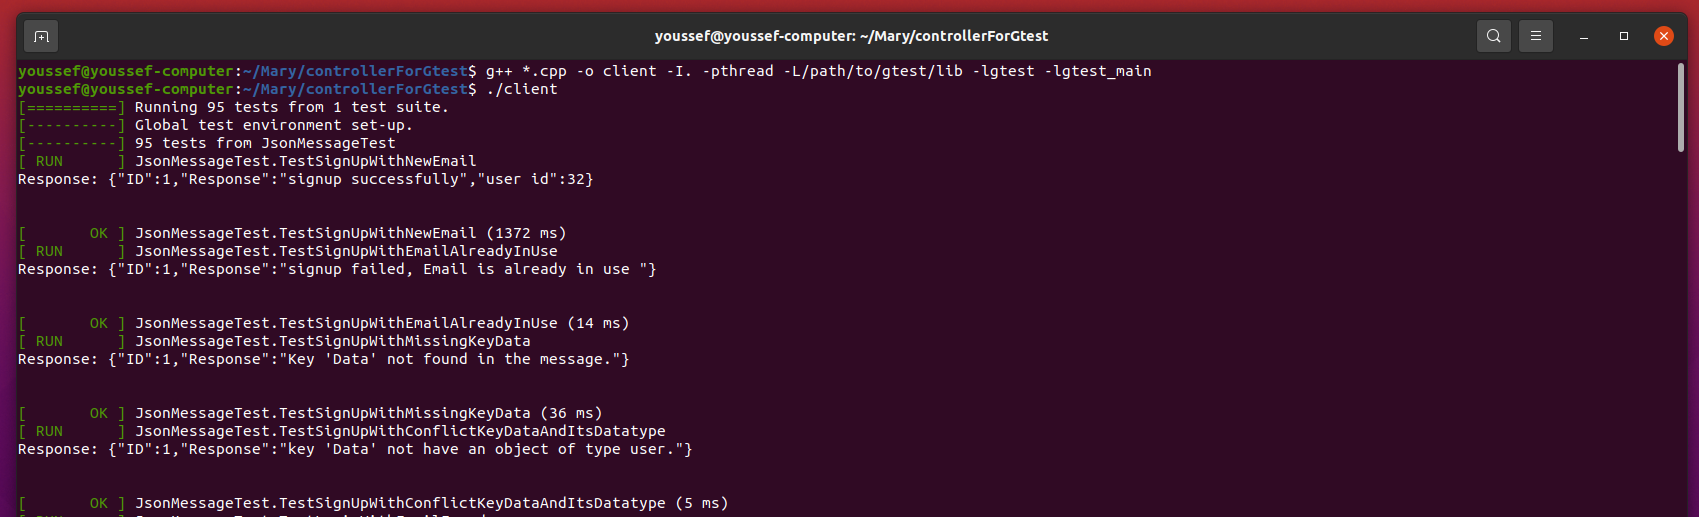 youssef@youssef-computer: ~/Mary/controllerForGtest
youssef@youssef-computer:~/Mary/controllerForGtest$ g++ *.cpp -o client -I. -pthread -L/path/to/gtest/lib -lgtest -lgtest_main
youssef@youssef-computer:~/Mary/controllerForGtest$ ./client
[==========] Running 95 tests from 1 test suite.
[----------] Global test environment set-up.
[----------] 95 tests from JsonMessageTest
[ RUN      ] JsonMessageTest.TestSignUpWithNewEmail
Response: {"ID":1,"Response":"signup successfully","user id":32}
[       OK ] JsonMessageTest.TestSignUpWithNewEmail (1372 ms)
[ RUN      ] JsonMessageTest.TestSignUpWithEmailAlreadyInUse
Response: {"ID":1,"Response":"signup failed, Email is already in use "}
[       OK ] JsonMessageTest.TestSignUpWithEmailAlreadyInUse (14 ms)
[ RUN      ] JsonMessageTest.TestSignUpWithMissingKeyData
Response: {"ID":1,"Response":"Key 'Data' not found in the message."}
[       OK ] JsonMessageTest.TestSignUpWithMissingKeyData (36 ms)
[ RUN      ] JsonMessageTest.TestSignUpWithConflictKeyDataAndItsDatatype
Response: {"ID":1,"Response":"key 'Data' not have an object of type user."}
[       OK ] JsonMessageTest.TestSignUpWithConflictKeyDataAndItsDatatype (5 ms)